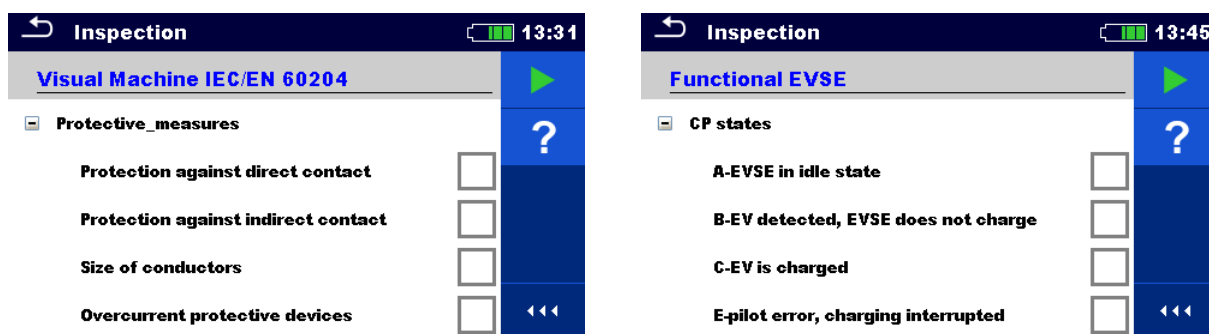 Inspection 13:31
Visual Machine IEC/EN 60204
Protective_measures
Protection against direct contact
Protection against indirect contact
Size of conductors
Overcurrent protective devices
?
Inspection 13:45
Functional EVSE
CP states
A-EVSE in idle state
B-EV detected, EVSE does not charge
C-EV is charged
E-pilot error, charging interrupted
?